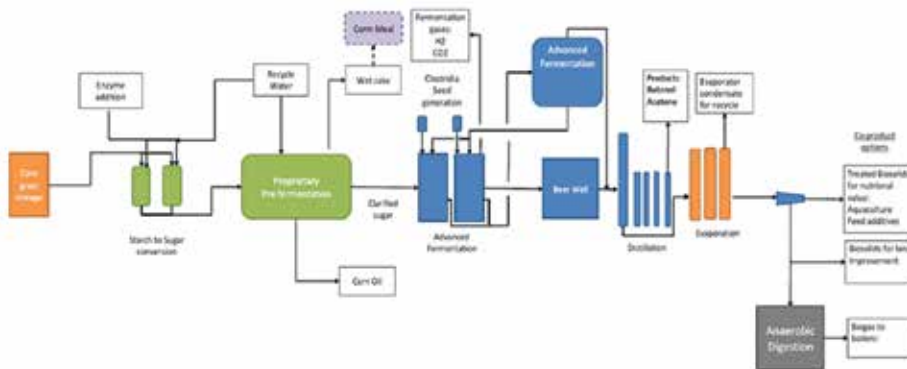 Corn Meal
Fermentation
gases:
H2
CO2
Advanced
Fermentation
Enzyme
addition
Recycle
Water
Wet cake
Clostridia
Seed
generation
Products:
Butanol
Acetone
Evaporator
condensate
for recycle
Co-product
options
Corn
grain
storage
Proprietary
Pre-fermentation
Clarified
sugar
Beer Well
Treated Biosolids
for nutritional
value:
Aquaculture
Feed additives
Starch to Sugar
conversion
Advanced
Fermentation
Distillation
Evaporation
Biosolids for
improvement
Corn Oil
Anaerobic
Digestion
Biogas to
boilers